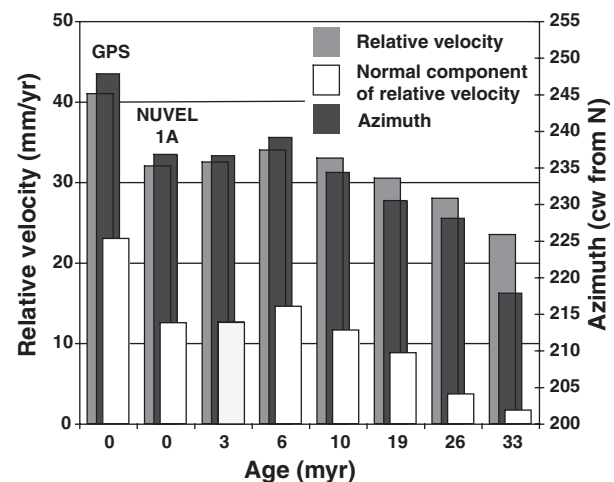 50
40
30
20
10
0
Relative velocity (mm/yr)
GPS
NUVEL
1A
Relative velocity
Normal component
of relative velocity
Azimuth
255
250
245
240
235
230
225
220
215
210
205
200
Azimuth (cw from N)
0 0 3 6 10 19 26 33
Age (myr)